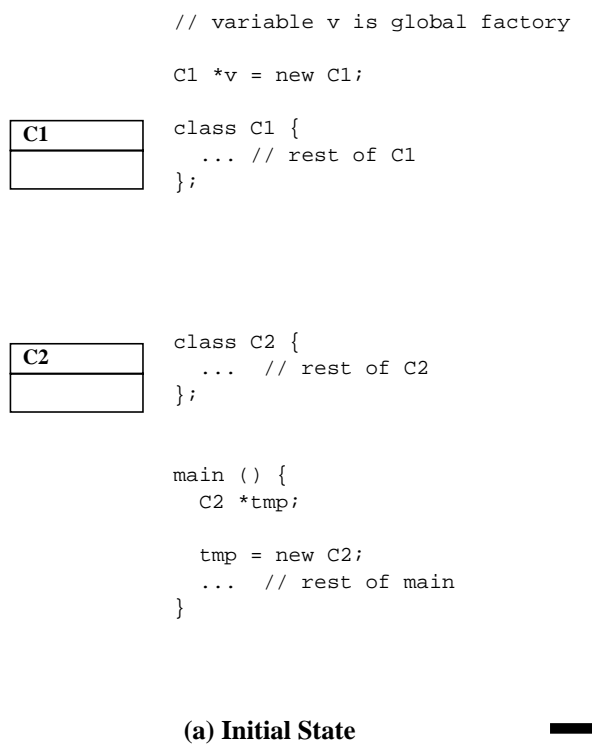 // variable v is global factory
C1 *v = new C1;
C1
class C1 {
... // rest of C1
};
C2
class C2 {
... // rest of C2
};
main () {
C2 *tmp;
tmp = new C2;
... // rest of main
}
(a) Initial State